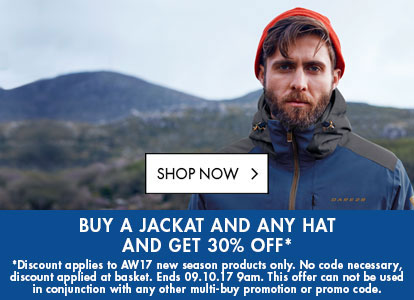 DARE2B
SHOP NOW >
BUY A JACKAT AND ANY HAT
AND GET 30% OFF*
*Discount applies to AW17 new season products only. No code necessary,
discount applied at basket. Ends 09.10.17 9am. This offer can not be used
in conjunction with any other multi-buy promotion or promo code.